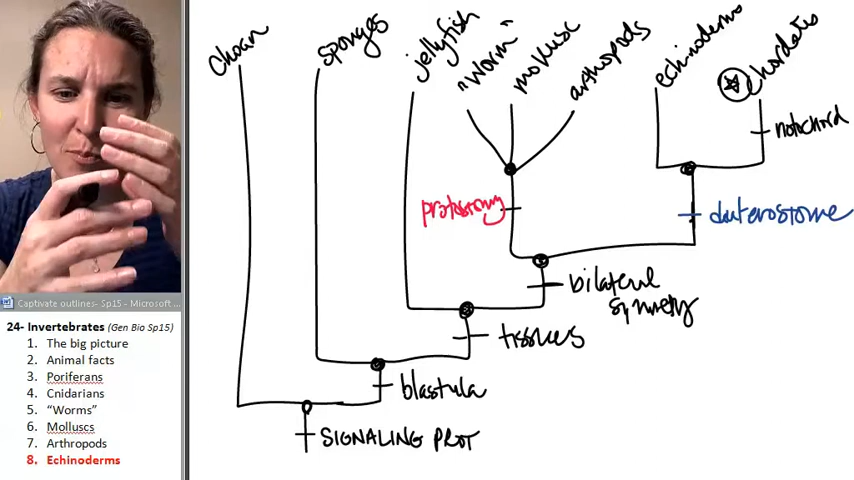 choan
sponges
jellyfish
"worm"
mollusc
arthropods
echinoderms
chordates
notochord
protostomy
deuterostome
bilateral
symmetry
tissues
blastula
SIGNALING PROT
Captivate outlines- Sp15 - Microsoft ...
24- Invertebrates (Gen Bio Sp15)
1. The big picture
2. Animal facts
3. Poriferans
4. Cnidarians
5. "Worms"
6. Molluscs
7. Arthropods
8. Echinoderms